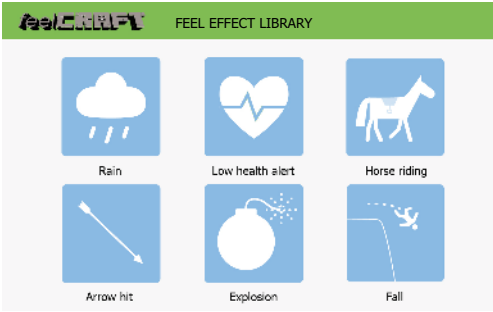 feelCRAFT FEEL EFFECT LIBRARY
Rain Low health alert Horse riding
Arrow hit Explosion Fall